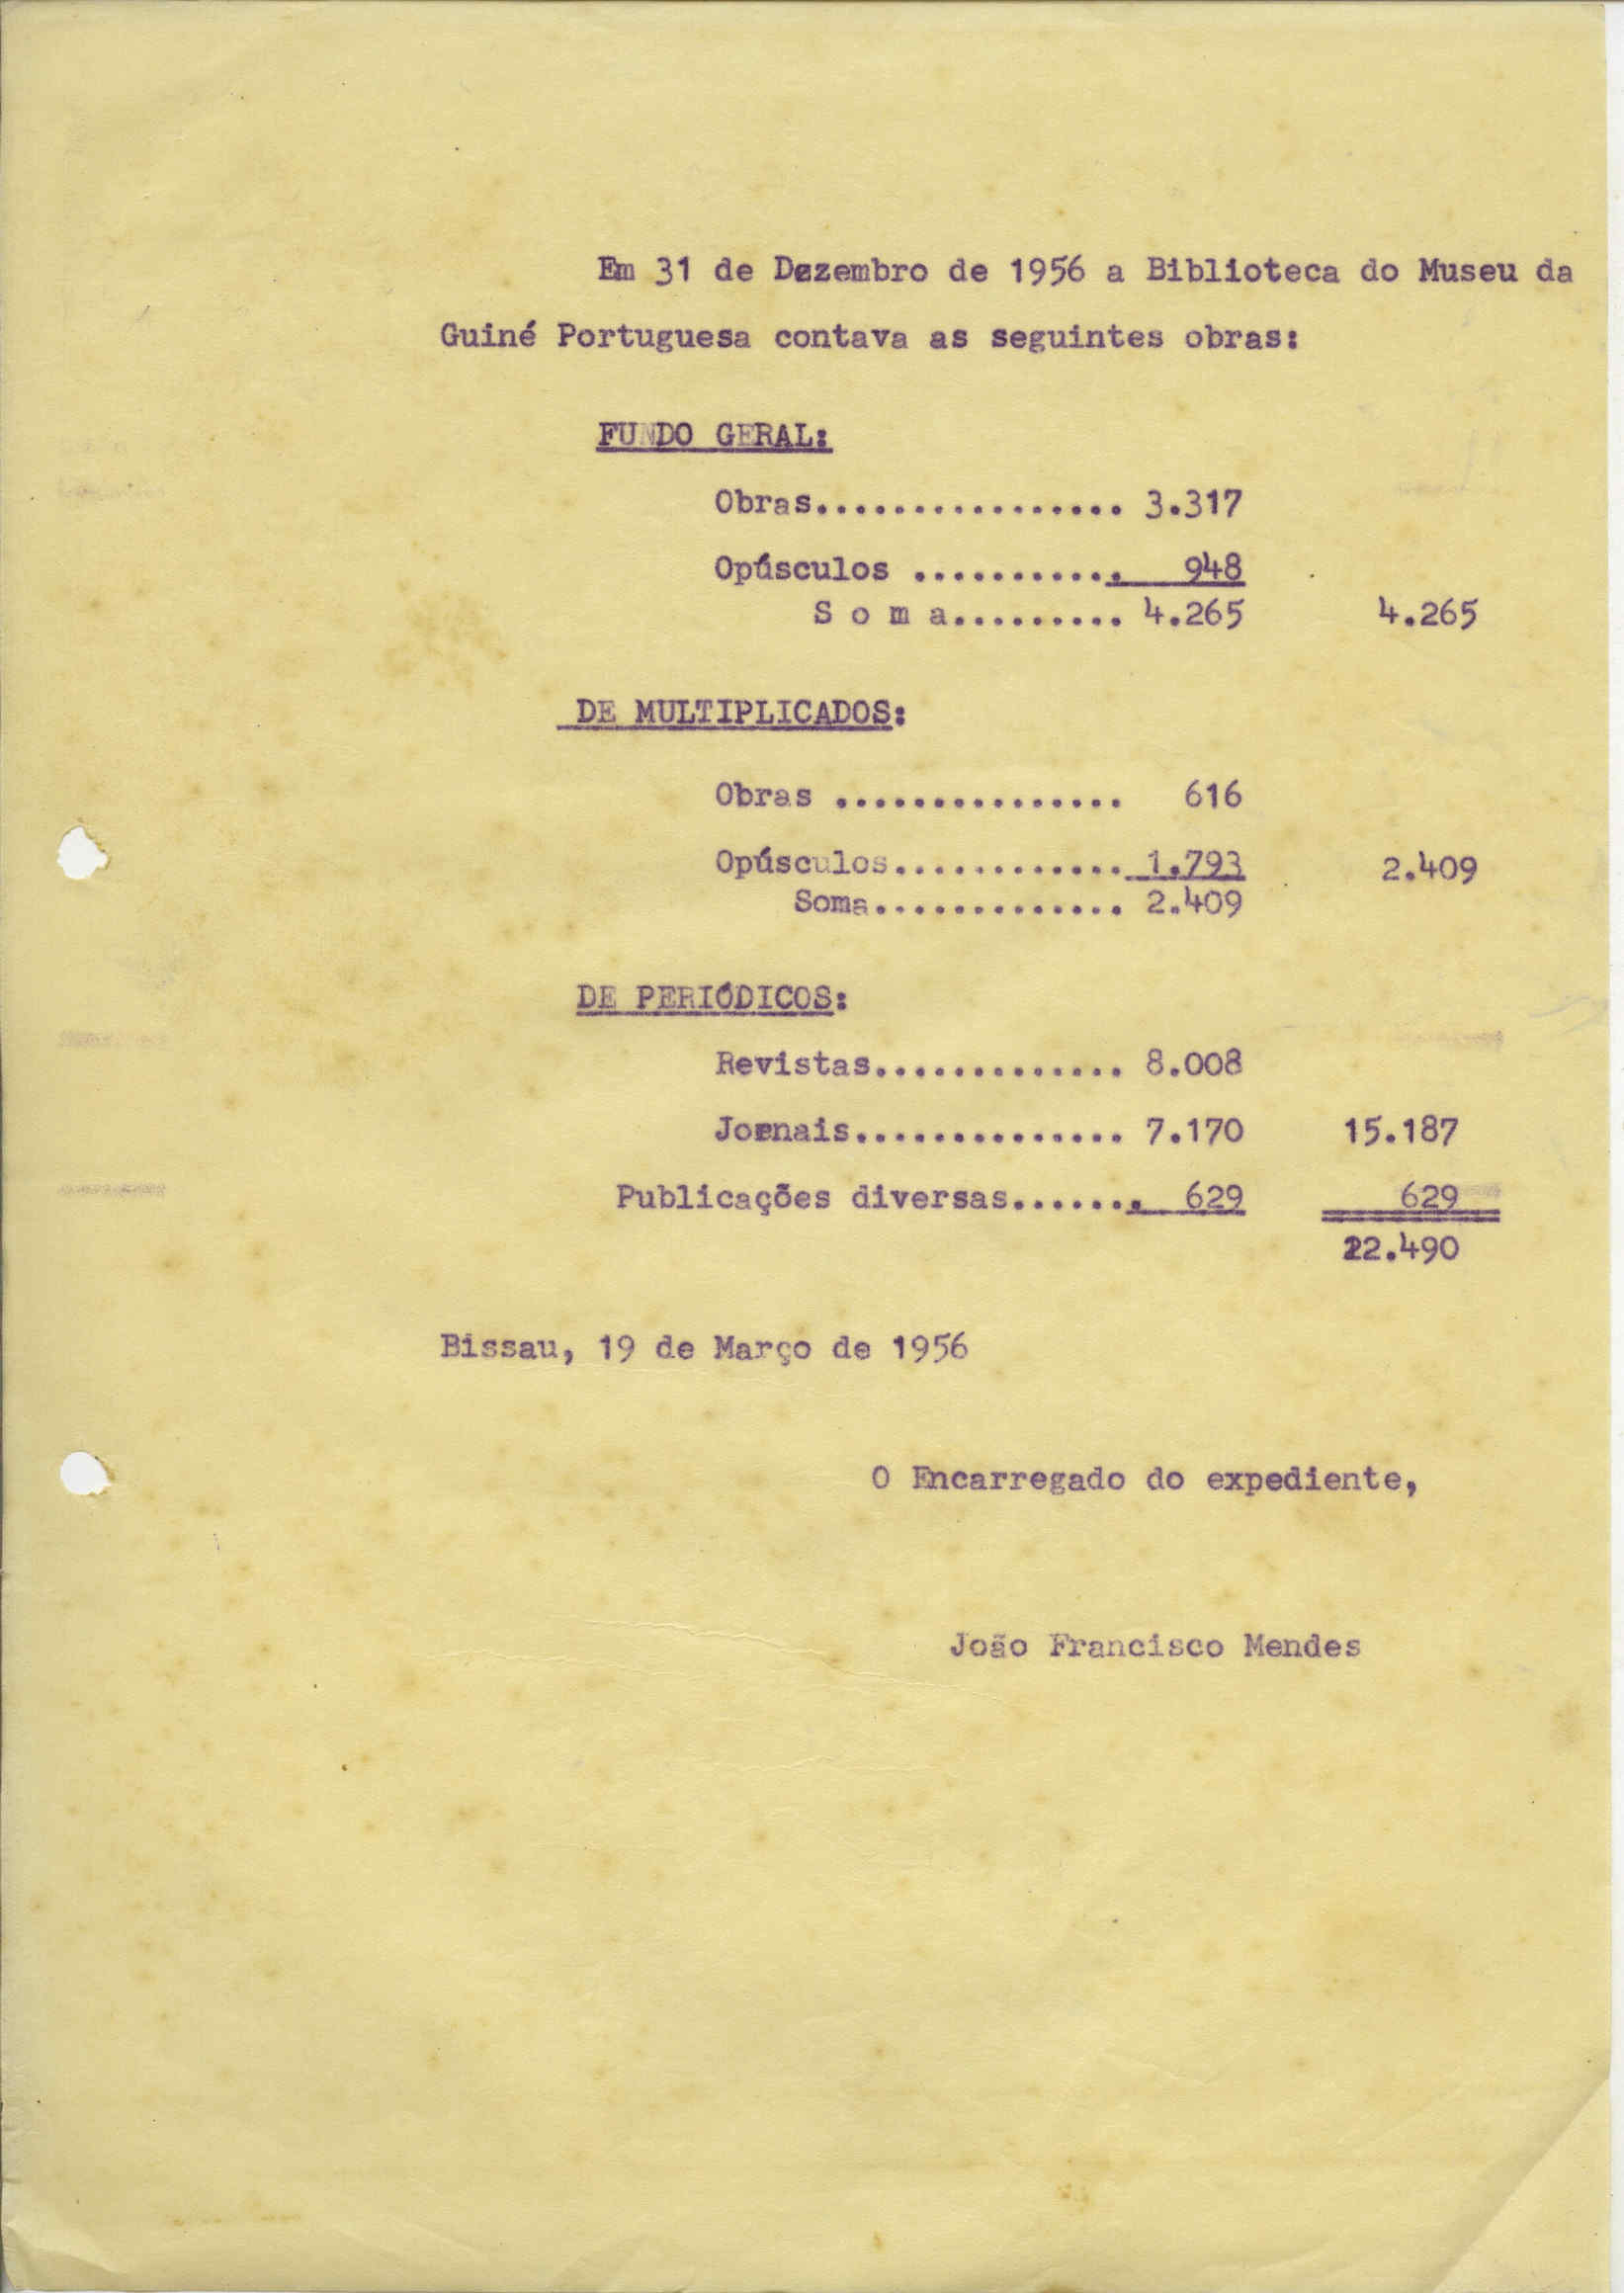 Em 31 de Dezembro de 1956 a Biblioteca do Museu da
Guiné Portuguesa contava as seguintes obras:
FUNDO GERAL:
Obras................ 3.317
Opúsculos ........... 948
S o m a......... 4.265 4.265
DE MULTIPLICADOS:
Obras ............... 616
Opúsculos............ 1.793 2.409
Soma............. 2.409
DE PERIÓDICOS:
Revistas............. 8.008
Jornais.............. 7.170 15.187
Publicações diversas....... 629 629
22.490
Bissau, 19 de Março de 1956
O Encarregado do expediente,
João Francisco Mendes